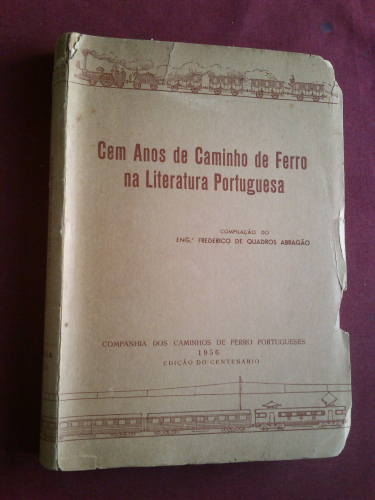 Cem Anos de Caminho de Ferro
na Literatura Portuguesa
COMPILAÇÃO DO
ENG.º FREDERICO DE QUADROS ABRAGÃO
COMPANHIA DOS CAMINHOS DE FERRO PORTUGUESES
1956
EDIÇÃO DO CENTENÁRIO